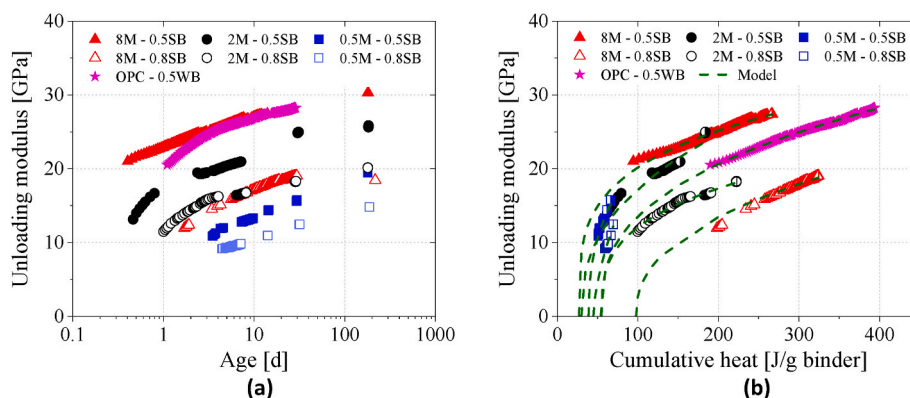 40
8M - 0.5SB 2M - 0.5SB 0.5M - 0.5SB
8M - 0.8SB 2M - 0.8SB 0.5M - 0.8SB
OPC - 0.5WB
30
20
10
0
Unloading modulus [GPa]
0.1 1 10 100 1000
Age [d]
(a)
40
8M - 0.5SB 2M - 0.5SB 0.5M - 0.5SB
8M - 0.8SB 2M - 0.8SB 0.5M - 0.8SB
OPC - 0.5WB Model
30
20
10
0
Unloading modulus [GPa]
0 100 200 300 400
Cumulative heat [J/g binder]
(b)